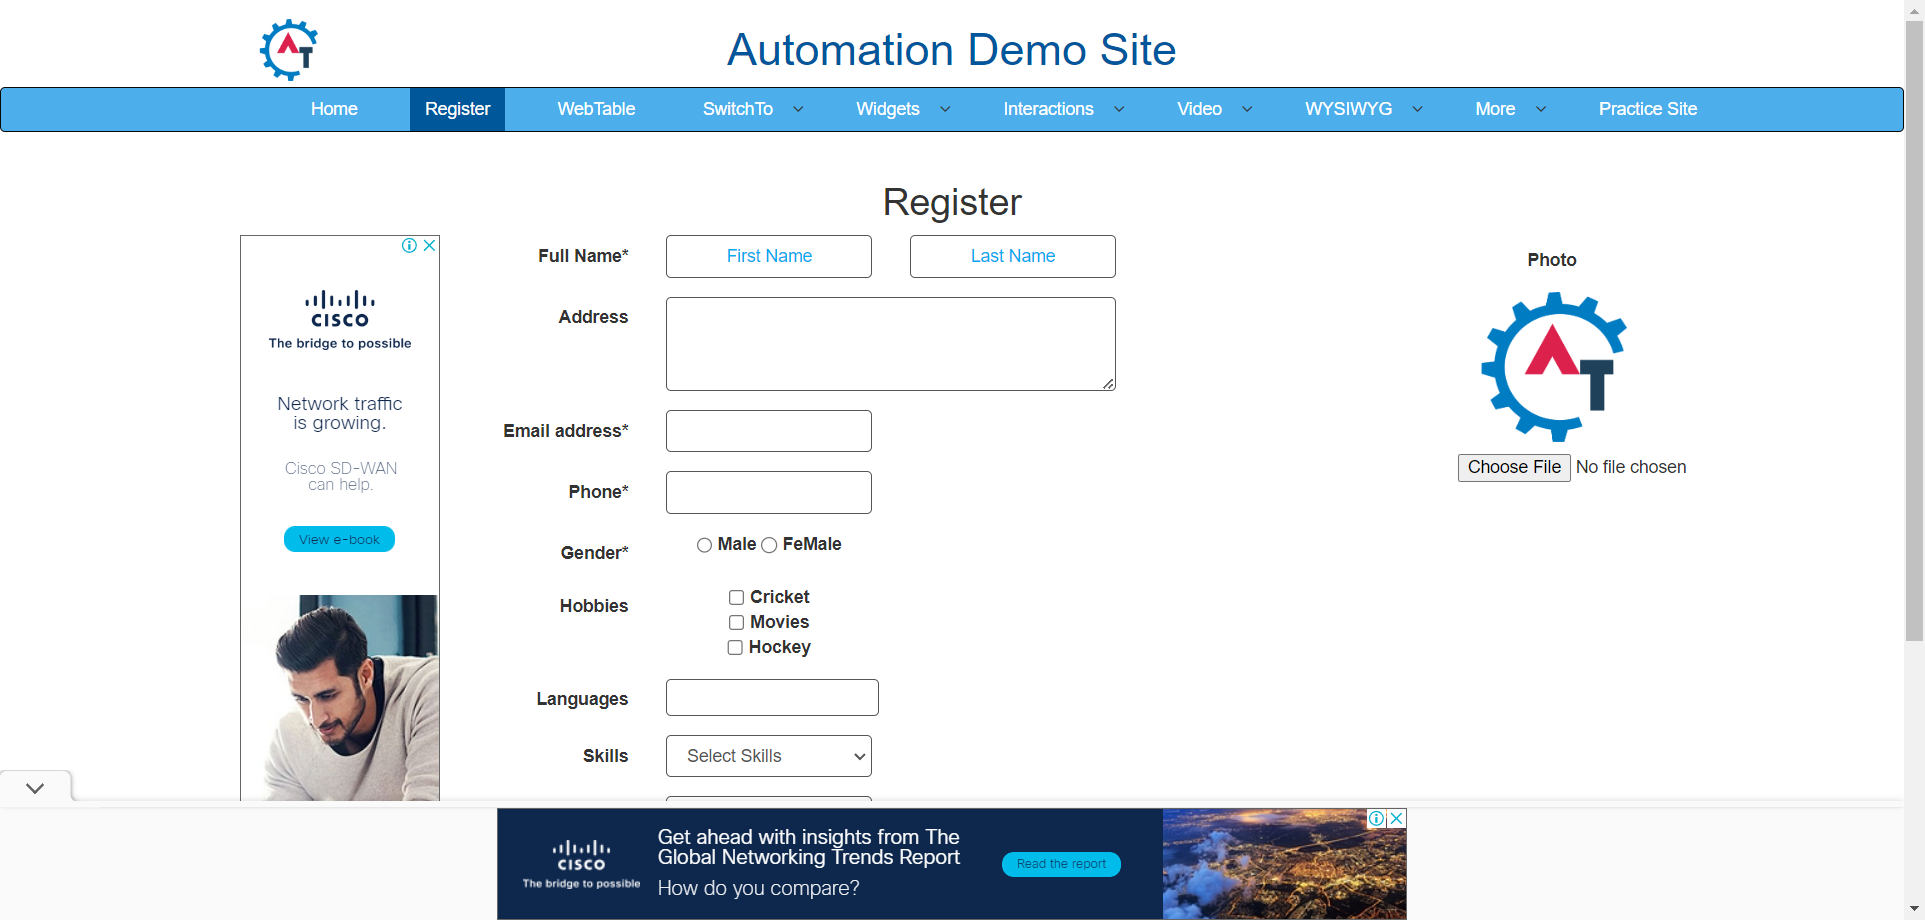 AT
Automation Demo Site
Home Register WebTable SwitchTo Widgets Interactions Video WYSIWYG More Practice Site
Register
CISCO
The bridge to possible
Network traffic
is growing.
Cisco SD-WAN
can help.
View e-book
Full Name* First Name Last Name
Address
Email address*
Phone*
Gender* Male FeMale
Hobbies Cricket
Movies
Hockey
Languages
Skills Select Skills
Photo
AT
Choose File No file chosen
CISCO
The bridge to possible
Get ahead with insights from The
Global Networking Trends Report
How do you compare?
Read the report